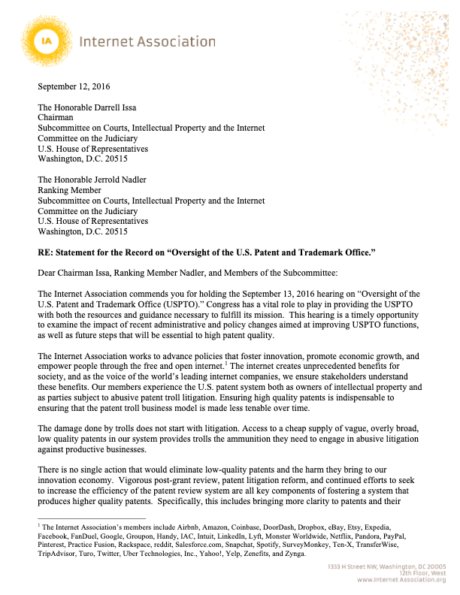 IA Internet Association
September 12, 2016
The Honorable Darrell Issa
Chairman
Subcommittee on Courts, Intellectual Property and the Internet
Committee on the Judiciary
U.S. House of Representatives
Washington, D.C. 20515
The Honorable Jerrold Nadler
Ranking Member
Subcommittee on Courts, Intellectual Property and the Internet
Committee on the Judiciary
U.S. House of Representatives
Washington, D.C. 20515
RE: Statement for the Record on “Oversight of the U.S. Patent and Trademark Office.”
Dear Chairman Issa, Ranking Member Nadler, and Members of the Subcommittee:
The Internet Association commends you for holding the September 13, 2016 hearing on “Oversight of the
U.S. Patent and Trademark Office (USPTO).” Congress has a vital role to play in providing the USPTO
with both the resources and guidance necessary to fulfill its mission. This hearing is a timely opportunity
to examine the impact of recent administrative and policy changes aimed at improving USPTO functions,
as well as future steps that will be essential to high patent quality.
The Internet Association works to advance policies that foster innovation, promote economic growth, and
empower people through the free and open internet.1 The internet creates unprecedented benefits for
society, and as the voice of the world’s leading internet companies, we ensure stakeholders understand
these benefits. Our members experience the U.S. patent system both as owners of intellectual property and
as parties subject to abusive patent troll litigation. Ensuring high quality patents is indispensable to
ensuring that the patent troll business model is made less tenable over time.
The damage done by trolls does not start with litigation. Access to a cheap supply of vague, overly broad,
low quality patents in our system provides trolls the ammunition they need to engage in abusive litigation
against productive businesses.
There is no single action that would eliminate low-quality patents and the harm they bring to our
innovation economy. Vigorous post-grant review, patent litigation reform, and continued efforts to seek
to increase the efficiency of the patent review system are all key components of fostering a system that
produces higher quality patents. Specifically, this includes bringing more clarity to patents and their
1 The Internet Association’s members include Airbnb, Amazon, Coinbase, DoorDash, Dropbox, eBay, Etsy, Expedia,
Facebook, FanDuel, Google, Groupon, Handy, IAC, Intuit, LinkedIn, Lyft, Monster Worldwide, Netflix, Pandora, PayPal,
Pinterest, Practice Fusion, Rackspace, reddit, Salesforce.com, Snapchat, Spotify, SurveyMonkey, Ten-X, TransferWise,
TripAdvisor, Turo, Twitter, Uber Technologies, Inc., Yahoo!, Yelp, Zenefits, and Zynga.
1333 H Street NW, Washington, DC 20005
12th Floor, West
www.internetAssociation.org